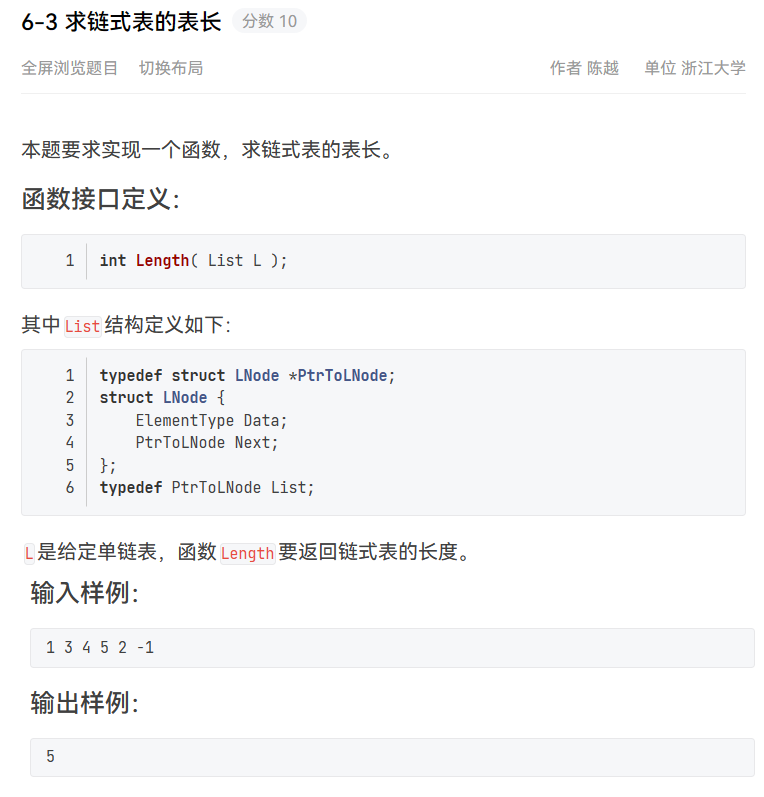 6-3 求链式表的表长 分数 10
全屏浏览题目 切换布局 作者 陈越 单位 浙江大学
本题要求实现一个函数，求链式表的表长。
函数接口定义：
1 int Length( List L );
其中List结构定义如下：
1 typedef struct LNode *PtrToLNode;
2 struct LNode {
3     ElementType Data;
4     PtrToLNode Next;
5 };
6 typedef PtrToLNode List;
L是给定单链表，函数Length要返回链式表的长度。
输入样例：
1 3 4 5 2 -1
输出样例：
5